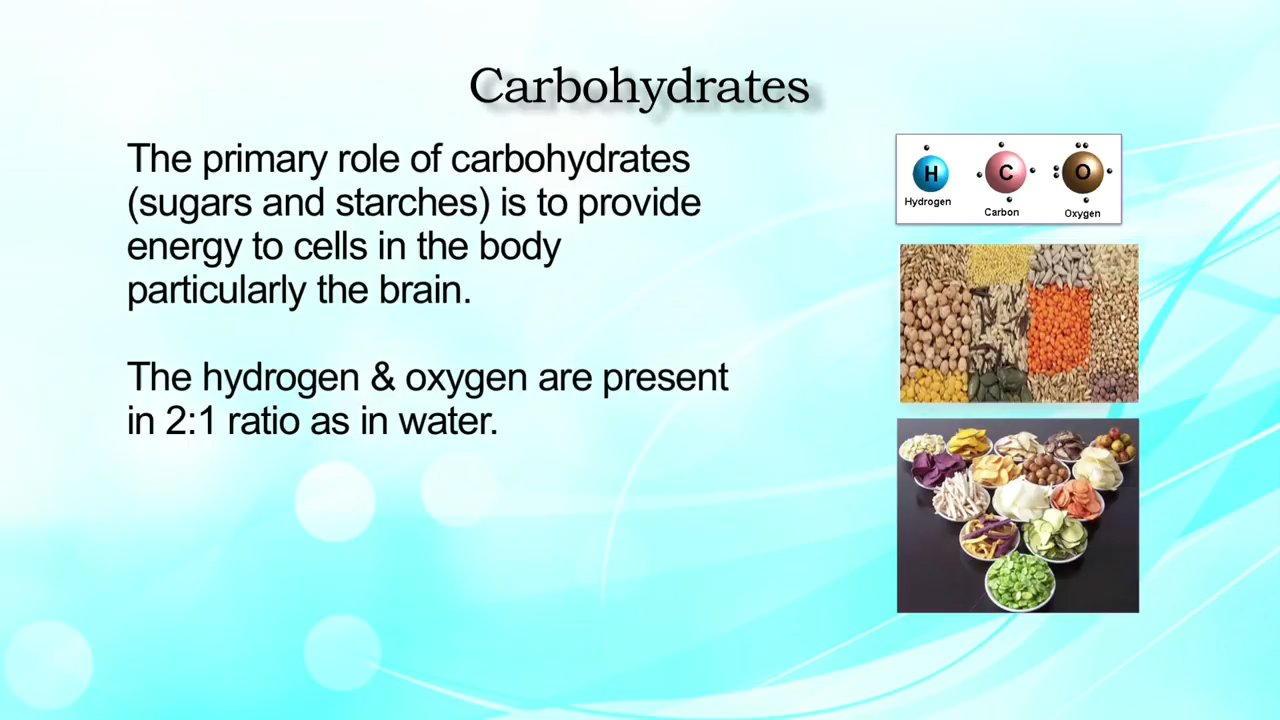 Carbohydrates
The primary role of carbohydrates
(sugars and starches) is to provide
energy to cells in the body
particularly the brain.
The hydrogen & oxygen are present
in 2:1 ratio as in water.
H C O
Hydrogen
Carbon
Oxygen